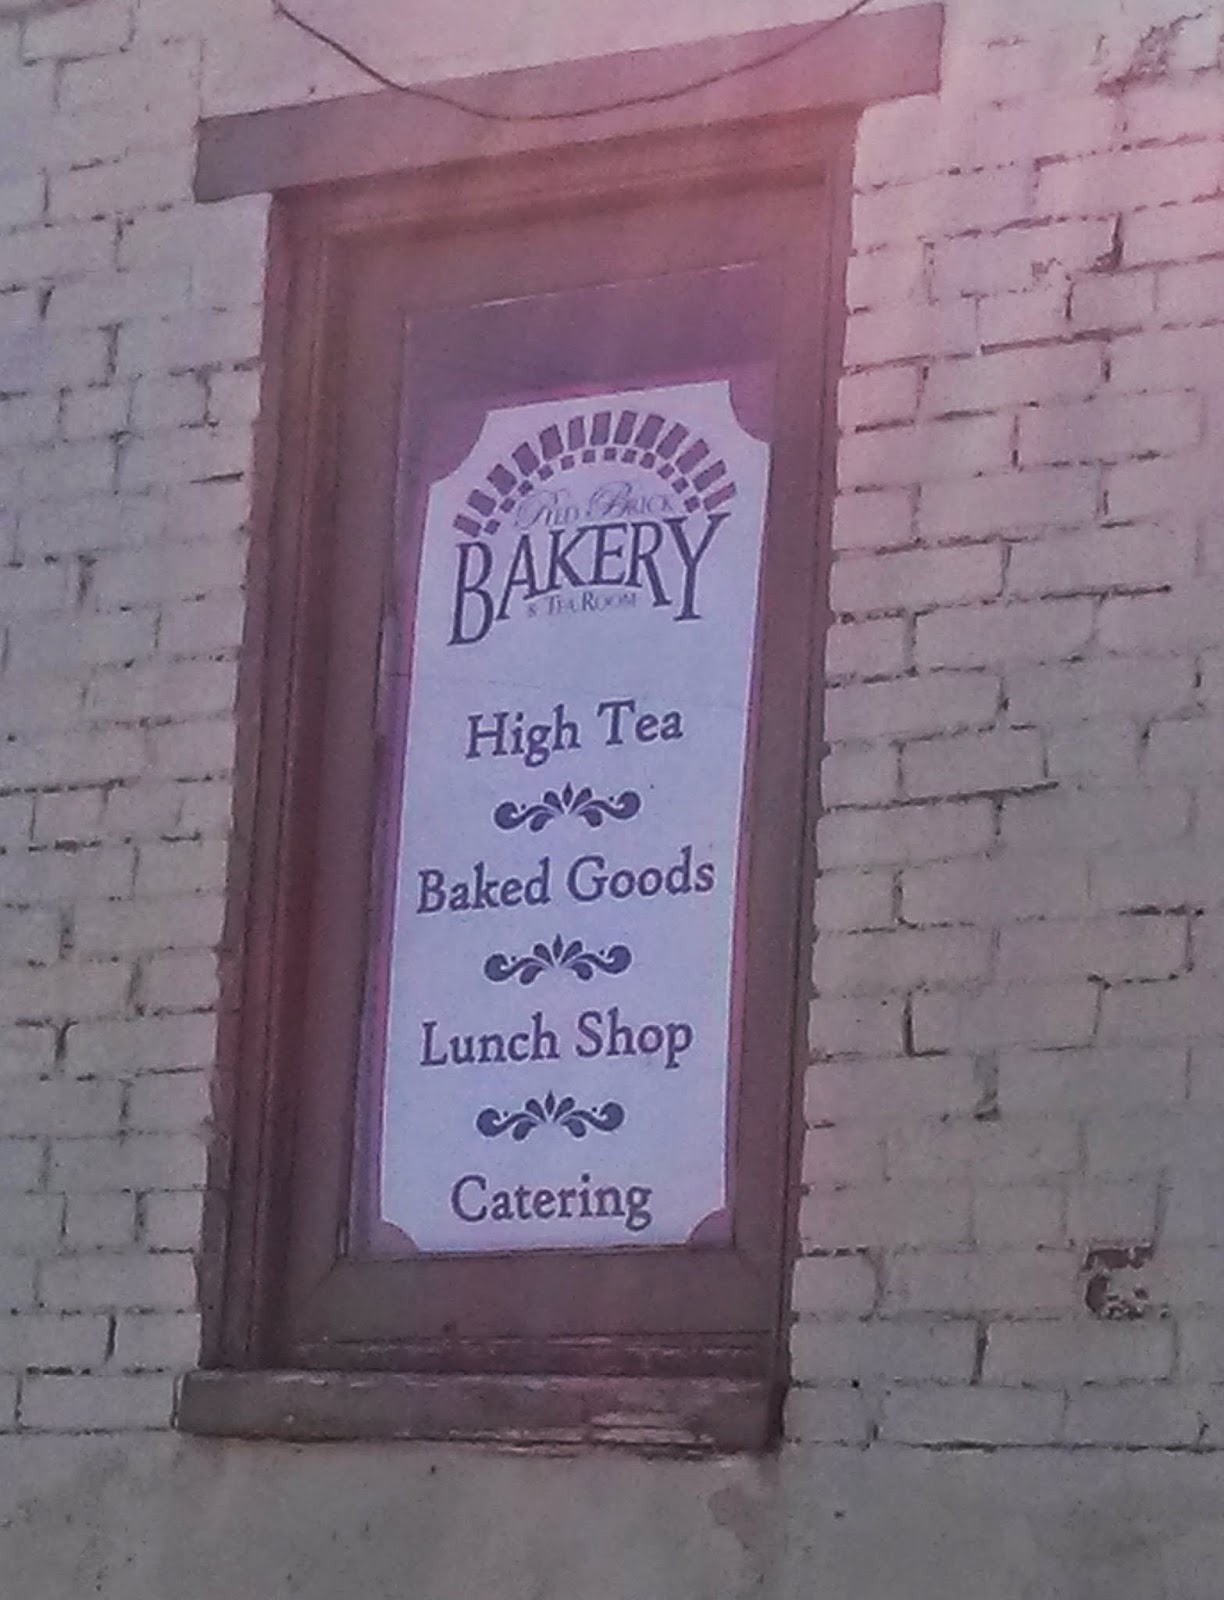 Red Brick
BAKERY
& Tea Room
High Tea
Baked Goods
Lunch Shop
Catering